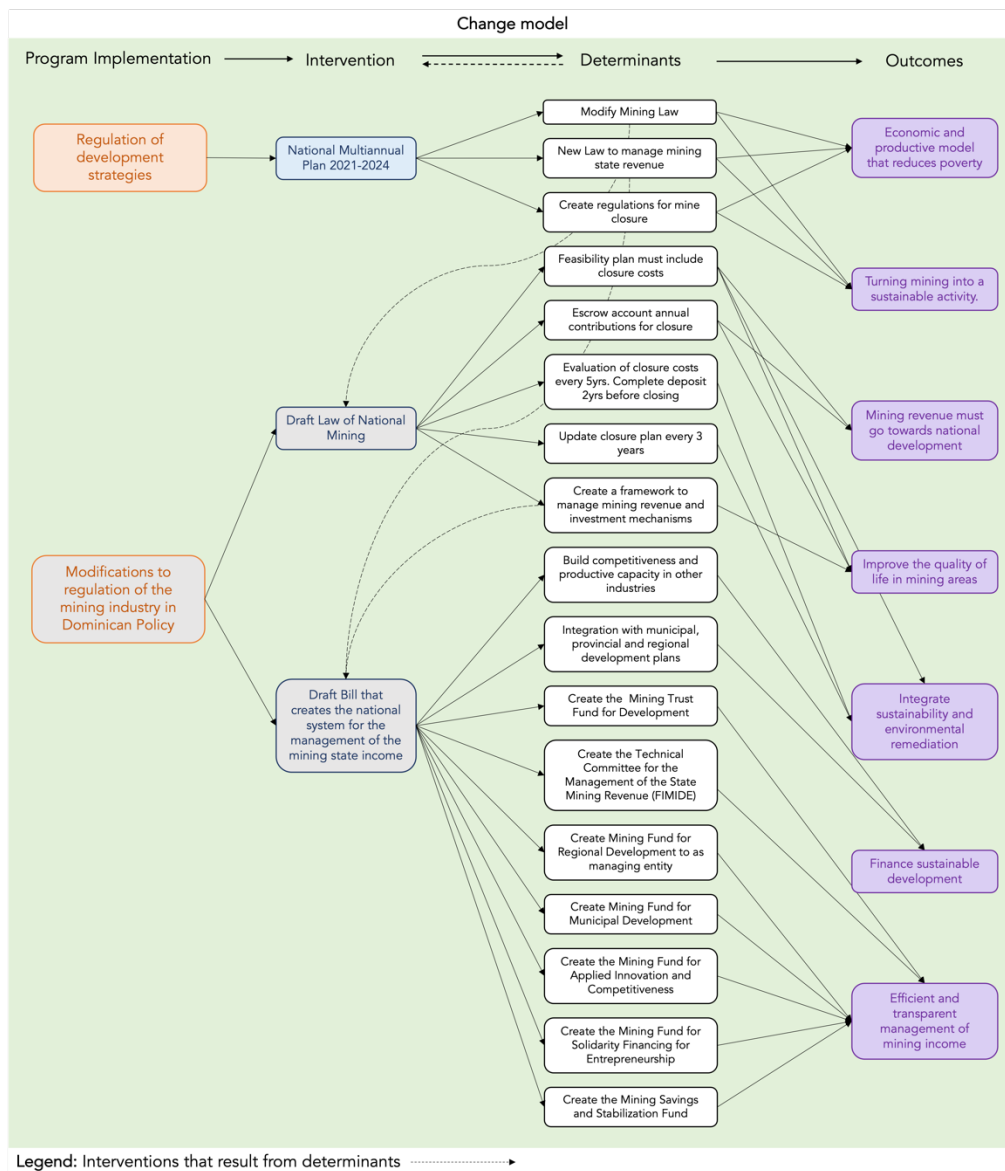 Change model
Program Implementation
Intervention
Determinants
Outcomes
Regulation of
development
strategies
National Multiannual
Plan 2021-2024
Modify Mining Law
New Law to manage mining
state revenue
Create regulations for mine
closure
Feasibility plan must include
closure costs
Escrow account annual
contributions for closure
Evaluation of closure costs
every 5yrs. Complete deposit
2yrs before closing
Update closure plan every 3
years
Create a framework to
manage mining revenue and
investment mechanisms
Build competitiveness and
productive capacity in other
industries
Integration with municipal,
provincial and regional
development plans
Create the Mining Trust
Fund for Development
Create the Technical
Committee for the
Management of the State
Mining Revenue (FIMIDE)
Create Mining Fund for
Regional Development to as
managing entity
Create Mining Fund for
Municipal Development
Create the Mining Fund for
Applied Innovation and
Competitiveness
Create the Mining Fund for
Solidarity Financing for
Entrepreneurship
Create the Mining Savings
and Stabilization Fund
Modifications to
regulation of the
mining industry in
Dominican Policy
Draft Law of National
Mining
Draft Bill that
creates the national
system for the
management of the
mining state income
Economic and
productive model
that reduces poverty
Turning mining into a
sustainable activity.
Mining revenue must
go towards national
development
Improve the quality of
life in mining areas
Integrate
sustainability and
environmental
remediation
Finance sustainable
development
Efficient and
transparent
management of
mining income
Legend: Interventions that result from determinants